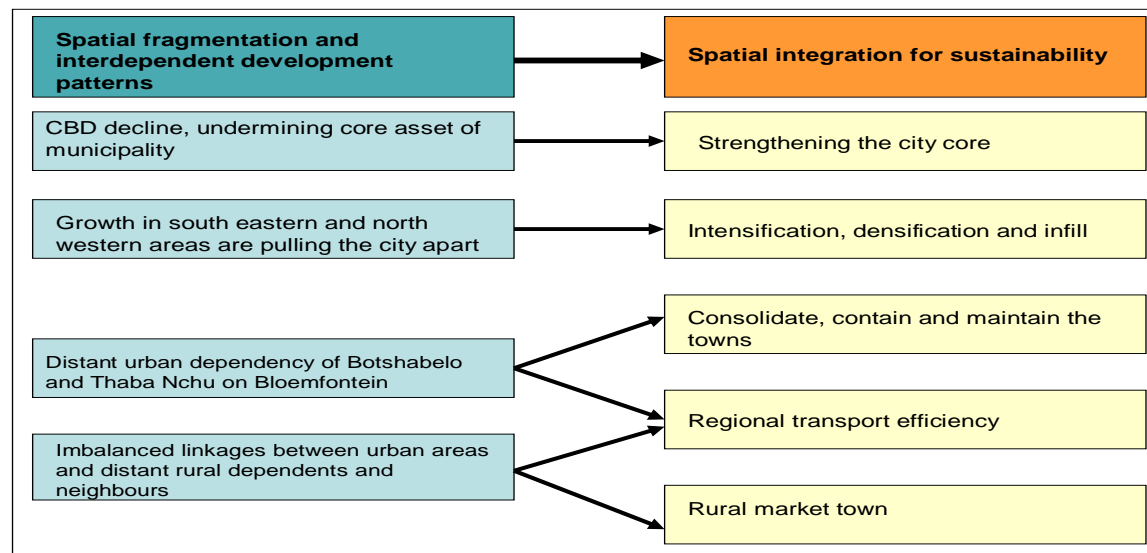 Spatial fragmentation and
interdependent development
patterns
Spatial integration for sustainability
CBD decline, undermining core asset of
municipality
Strengthening the city core
Growth in south eastern and north
western areas are pulling the city apart
Intensification, densification and infill
Consolidate, contain and maintain the
towns
Distant urban dependency of Botshabelo
and Thaba Nchu on Bloemfontein
Regional transport efficiency
Imbalanced linkages between urban areas
and distant rural dependents and
neighbours
Rural market town